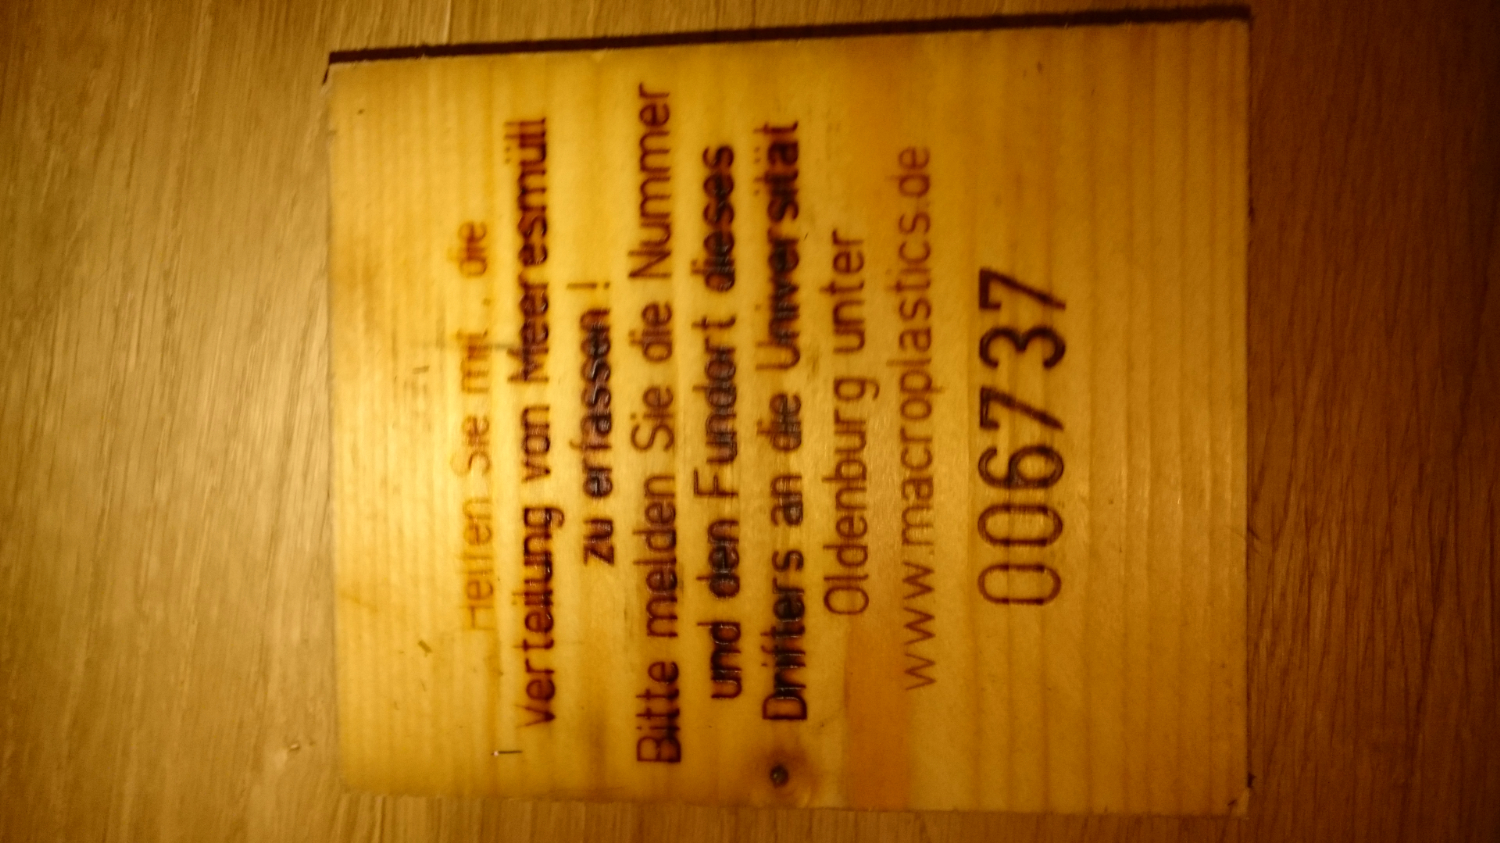 Helfen Sie mit, die
Verteilung von Meeresmüll
zu erfassen!
Bitte melden Sie die Nummer
und den Fundort dieses
Drifters an die Universität
Oldenburg unter
www.macroplastics.de
006737